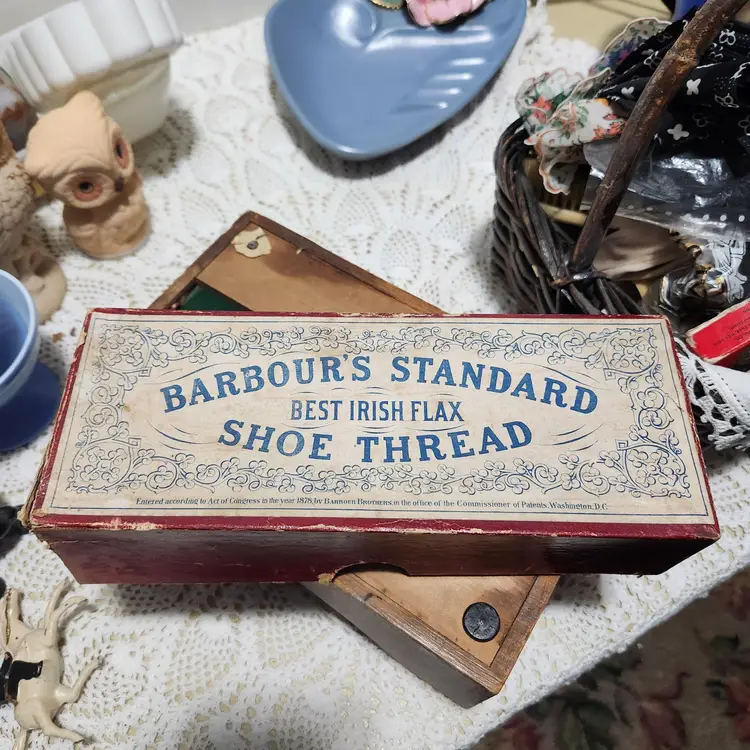 BARBOUR'S STANDARD
BEST IRISH FLAX
SHOE THREAD
Entered according to Act of Congress in the year 1878, by BARBOUR BROTHERS, in the office of the Commissioner of Patents, Washington, D.C.